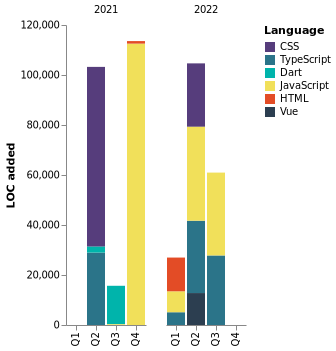 2021 2022
Language
CSS
TypeScript
Dart
JavaScript
HTML
Vue
LOC added
120,000
100,000
80,000
60,000
40,000
20,000
0
Q1 Q2 Q3 Q4 Q1 Q2 Q3 Q4